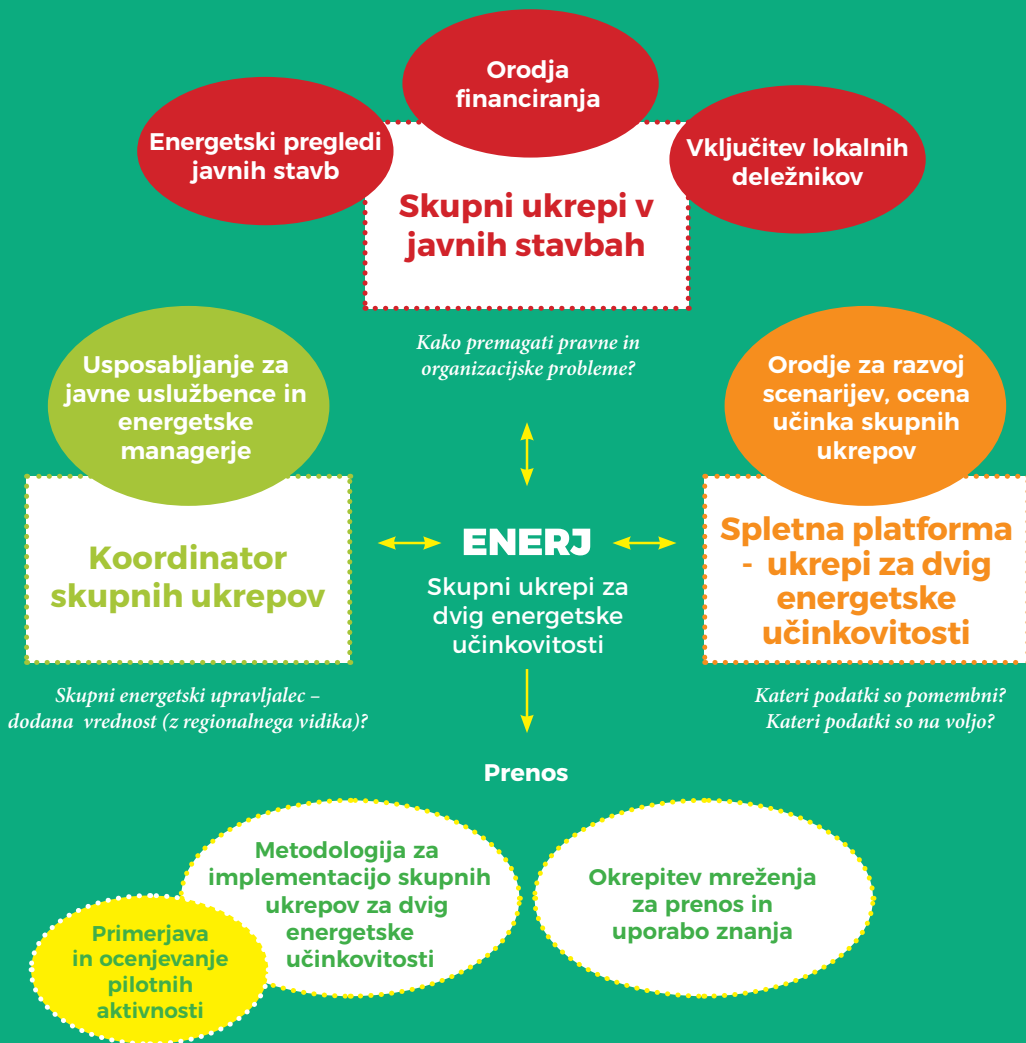 Orodja
financiranja
Energetski pregledi
javnih stavb
Vključitev lokalnih
deležnikov
Skupni ukrepi v
javnih stavbah
Kako premagati pravne in
organizacijske probleme?
Usposabljanje za
javne uslužbence in
energetske
managerje
Orodje za razvoj
scenarijev, ocena
učinka skupnih
ukrepov
Koordinator
skupnih ukrepov
ENERJ
Skupni ukrepi za
dvig energetske
učinkovitosti
Spletna platforma
- ukrepi za dvig
energetske
učinkovitosti
Skupni energetski upravljalec –
dodana vrednost (z regionalnega vidika)?
Kateri podatki so pomembni?
Kateri podatki so na voljo?
Prenos
Metodologija za
implementacijo skupnih
ukrepov za dvig
energetske
učinkovitosti
Okrepitev mreženja
za prenos in
uporabo znanja
Primerjava
in ocenjevanje
pilotnih
aktivnosti